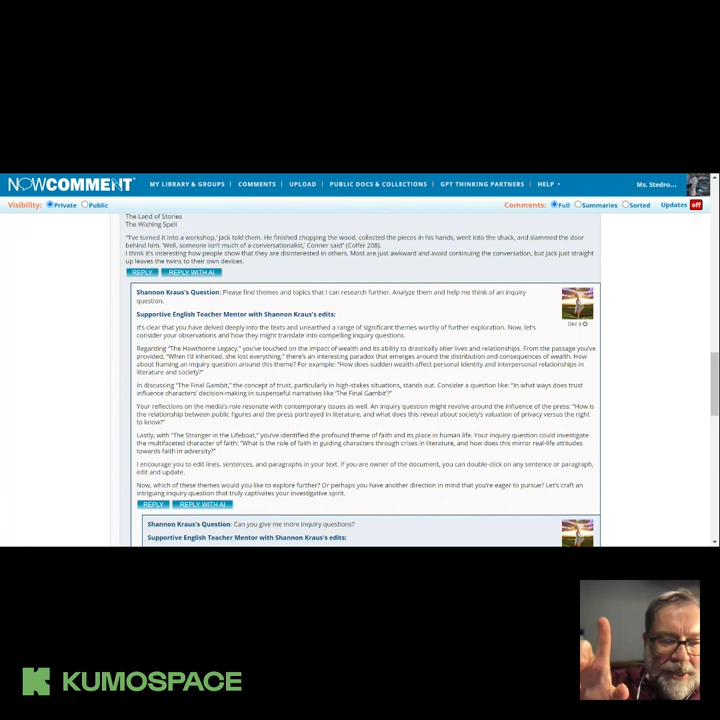 NOWCOMMENT®
MY LIBRARY & GROUPS | COMMENTS | UPLOAD | PUBLIC DOCS & COLLECTIONS | GPT THINKING PARTNERS | HELP
Ms. Stedro...
Visibility: Private Public
Comments: Full Summaries Sorted Updates off
The Land of Stories
The Wishing Spell
"I've turned it into a workshop,' Jack told them. He finished chopping the wood, collected the pieces in his hands, went into the shack, and slammed the door
behind him. 'Well, someone isn't much of a conversationalist,' Conner said" (Colfer 208).
I think it's interesting how people show that they are disinterested in others. Most are just awkward and avoid continuing the conversation, but Jack just straight
up leaves the twins to their own devices.
REPLY REPLY WITH AI
Shannon Kraus's Question: Please find themes and topics that I can research further. Analyze them and help me think of an inquiry
question.
Dec 4
Supportive English Teacher Mentor with Shannon Kraus's edits:
It's clear that you have delved deeply into the texts and unearthed a range of significant themes worthy of further exploration. Now, let's
consider your observations and how they might translate into compelling inquiry questions.
Regarding "The Hawthorne Legacy," you've touched on the impact of wealth and its ability to drastically alter lives and relationships. From the passage you've
provided, "When I'd inherited, she lost everything," there's an interesting paradox that emerges around the distribution and consequences of wealth. How
about framing an inquiry question around this theme? For example: "How does sudden wealth affect personal identity and interpersonal relationships in
literature and society?"
In discussing "The Final Gambit," the concept of trust, particularly in high-stakes situations, stands out. Consider a question like: "In what ways does trust
influence characters' decision-making in suspenseful narratives like 'The Final Gambit'?"
Your reflections on the media's role resonate with contemporary issues as well. An inquiry question might revolve around the influence of the press: "How is
the relationship between public figures and the press portrayed in literature, and what does this reveal about society's valuation of privacy versus the right
to know?"
Lastly, with "The Stranger in the Lifeboat," you've identified the profound theme of faith and its place in human life. Your inquiry question could investigate
the multifaceted character of faith: "What is the role of faith in guiding characters through crises in literature, and how does this mirror real-life attitudes
towards faith in adversity?"
I encourage you to edit lines, sentences, and paragraphs in your text. If you are owner of the document, you can double-click on any sentence or paragraph,
edit and update.
Now, which of these themes would you like to explore further? Or perhaps you have another direction in mind that you're eager to pursue? Let's craft an
intriguing inquiry question that truly captivates your investigative spirit.
REPLY REPLY WITH AI
Shannon Kraus's Question: Can you give me more inquiry questions?
Supportive English Teacher Mentor with Shannon Kraus's edits:
KUMOSPACE